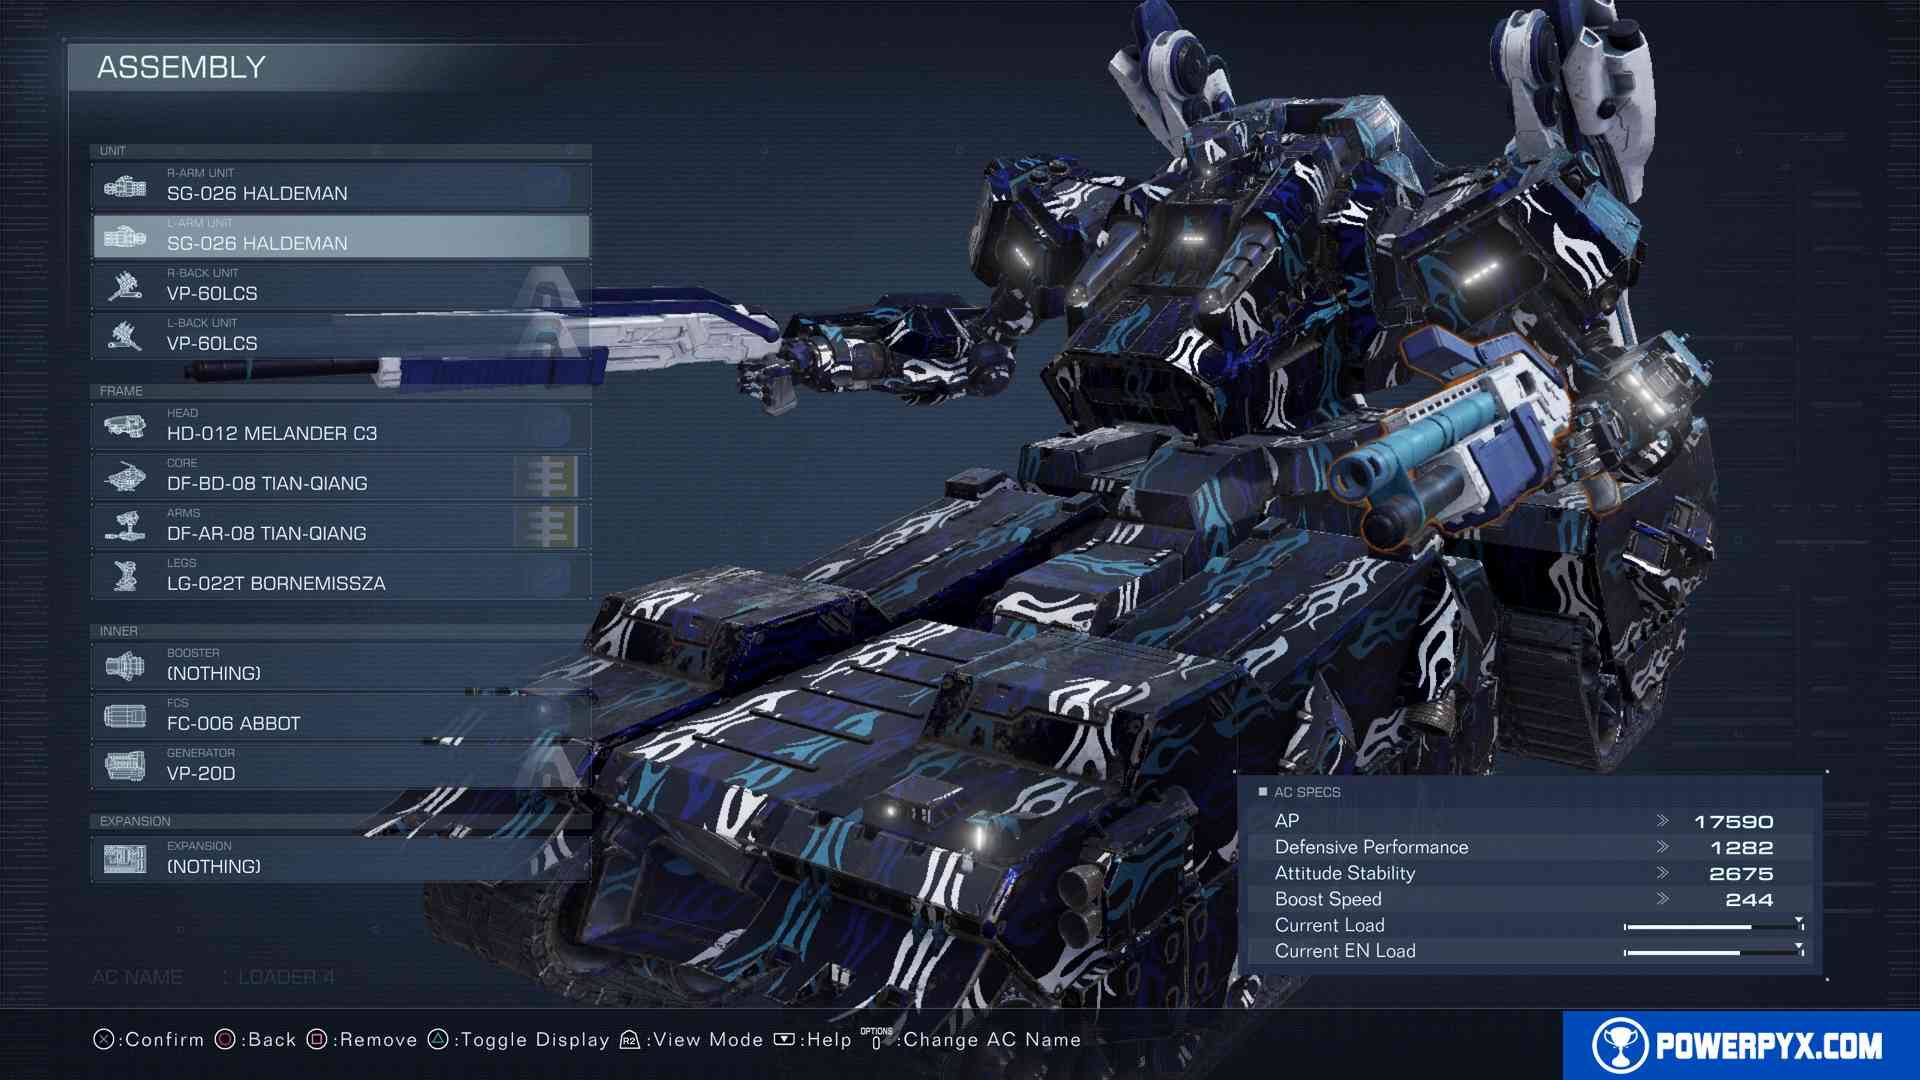 ASSEMBLY
UNIT
R-ARM UNIT
SG-026 HALDEMAN
L-ARM UNIT
SG-026 HALDEMAN
R-BACK UNIT
VP-60LCS
L-BACK UNIT
VP-60LCS
FRAME
HEAD
HD-012 MELANDER C3
CORE
DF-BD-08 TIAN-QIANG
ARMS
DF-AR-08 TIAN-QIANG
LEGS
LG-022T BORNEMISSZA
INNER
BOOSTER
(NOTHING)
FCS
FC-006 ABBOT
GENERATOR
VP-20D
EXPANSION
EXPANSION
(NOTHING)
AC NAME : LOADER 4
AC SPECS
AP 17590
Defensive Performance 1282
Attitude Stability 2675
Boost Speed 244
Current Load
Current EN Load
:Confirm :Back :Remove :Toggle Display R2 :View Mode :Help OPTIONS :Change AC Name
POWERPYX.COM